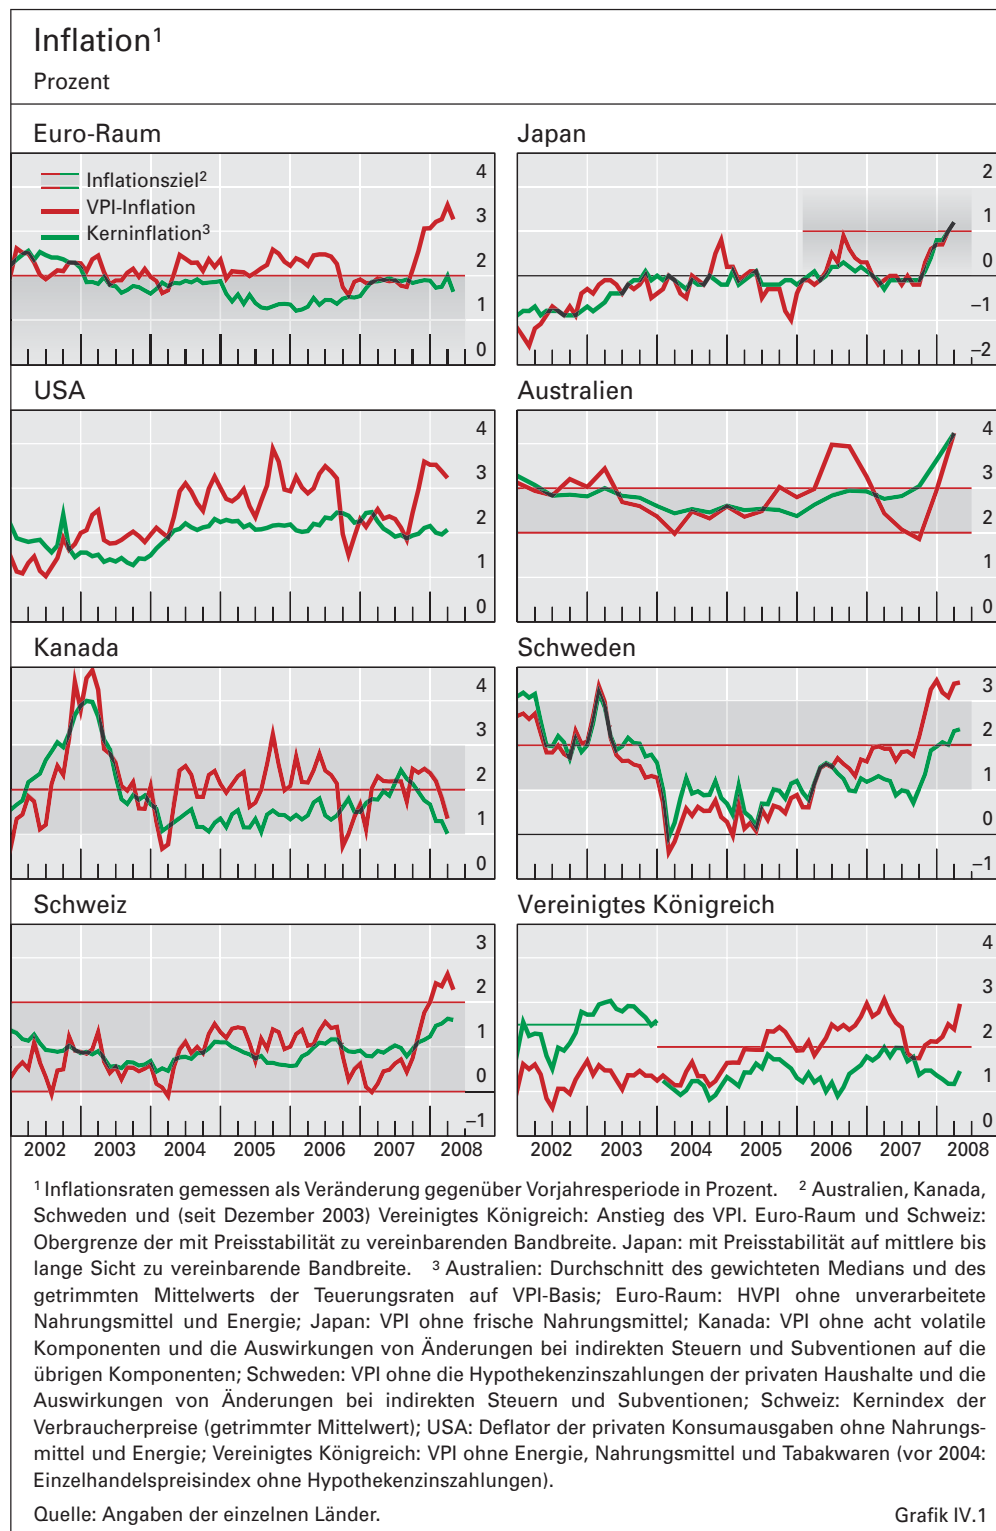 Inflation¹
Prozent
Euro-Raum
Japan
Inflationsziel²
VPI-Inflation
Kerninflation³
4
3
2
1
0
2
1
0
–1
–2
USA
Australien
4
3
2
1
0
4
3
2
1
0
Kanada
Schweden
4
3
2
1
0
3
2
1
0
–1
Schweiz
Vereinigtes Königreich
3
2
1
0
–1
4
3
2
1
0
2002 2003 2004 2005 2006 2007 2008
2002 2003 2004 2005 2006 2007 2008
¹ Inflationsraten gemessen als Veränderung gegenüber Vorjahresperiode in Prozent. ² Australien, Kanada,
Schweden und (seit Dezember 2003) Vereinigtes Königreich: Anstieg des VPI. Euro-Raum und Schweiz:
Obergrenze der mit Preisstabilität zu vereinbarenden Bandbreite. Japan: mit Preisstabilität auf mittlere bis
lange Sicht zu vereinbarende Bandbreite. ³ Australien: Durchschnitt des gewichteten Medians und des
getrimmten Mittelwerts der Teuerungsraten auf VPI-Basis; Euro-Raum: HVPI ohne unverarbeitete
Nahrungsmittel und Energie; Japan: VPI ohne frische Nahrungsmittel; Kanada: VPI ohne acht volatile
Komponenten und die Auswirkungen von Änderungen bei indirekten Steuern und Subventionen auf die
übrigen Komponenten; Schweden: VPI ohne die Hypothekenzinszahlungen der privaten Haushalte und die
Auswirkungen von Änderungen bei indirekten Steuern und Subventionen; Schweiz: Kernindex der
Verbraucherpreise (getrimmter Mittelwert); USA: Deflator der privaten Konsumausgaben ohne Nahrungs-
mittel und Energie; Vereinigtes Königreich: VPI ohne Energie, Nahrungsmittel und Tabakwaren (vor 2004:
Einzelhandelspreisindex ohne Hypothekenzinszahlungen).
Quelle: Angaben der einzelnen Länder.
Grafik IV.1